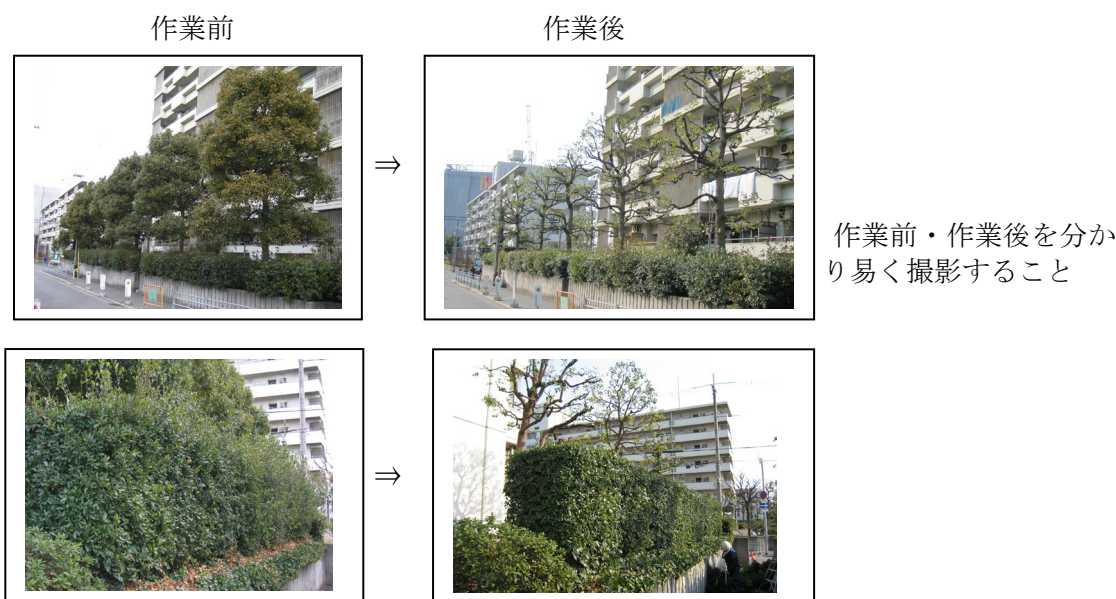 作業前
作業後
⇒
作業前・作業後を分か
り易く撮影すること
⇒